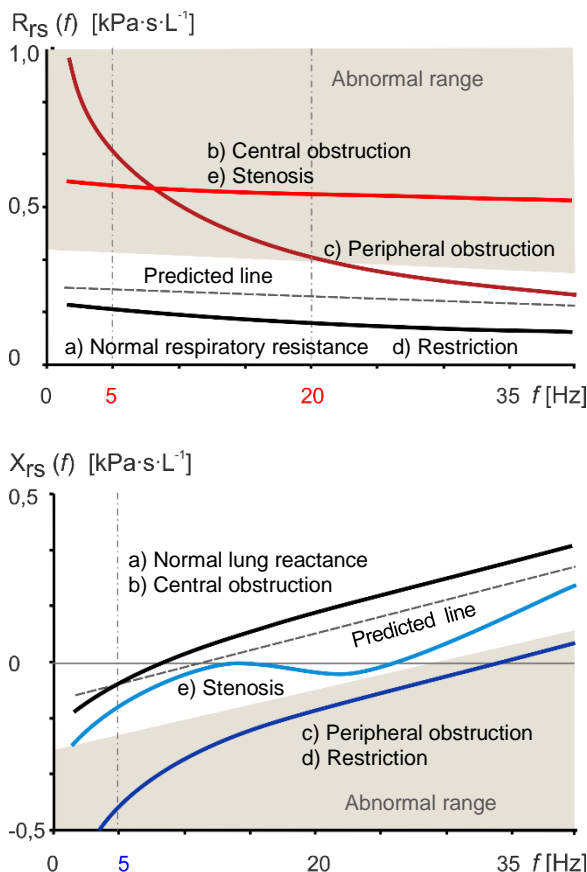 Rrs (f) [kPa·s·L⁻¹]
1,0
Abnormal range
b) Central obstruction
e) Stenosis
0,5
c) Peripheral obstruction
Predicted line
0
a) Normal respiratory resistance d) Restriction
0 5 20 35 f [Hz]
Xrs (f) [kPa·s·L⁻¹]
0,5
a) Normal lung reactance
b) Central obstruction
Predicted line
0
e) Stenosis
c) Peripheral obstruction
d) Restriction
Abnormal range
-0,5
0 5 20 35 f [Hz]